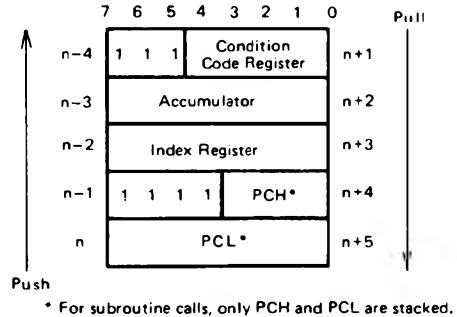 7 6 5 4 3 2 1 0
Pull
n-4 1 1 1 Condition Code Register n+1
n-3 Accumulator n+2
n-2 Index Register n+3
n-1 1 1 1 1 PCH* n+4
n PCL* n+5
Push
* For subroutine calls, only PCH and PCL are stacked.